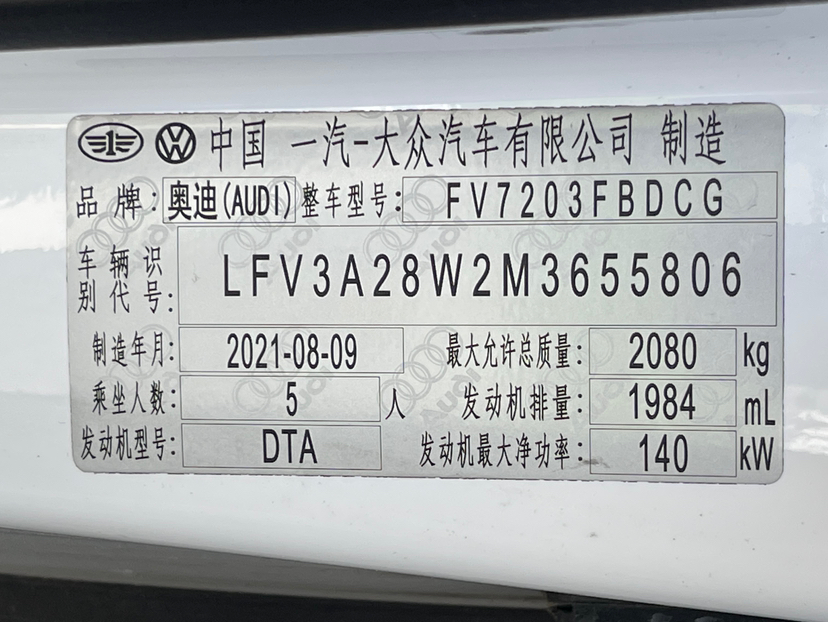 中国 一汽-大众汽车有限公司 制造
品牌: 奥迪(AUDI) 整车型号: FV7203FBDCG
车辆识别代号: LFV3A28W2M3655806
制造年月: 2021-08-09 最大允许总质量: 2080 kg
乘坐人数: 5 人 发动机排量: 1984 mL
发动机型号: DTA 发动机最大净功率: 140 kW